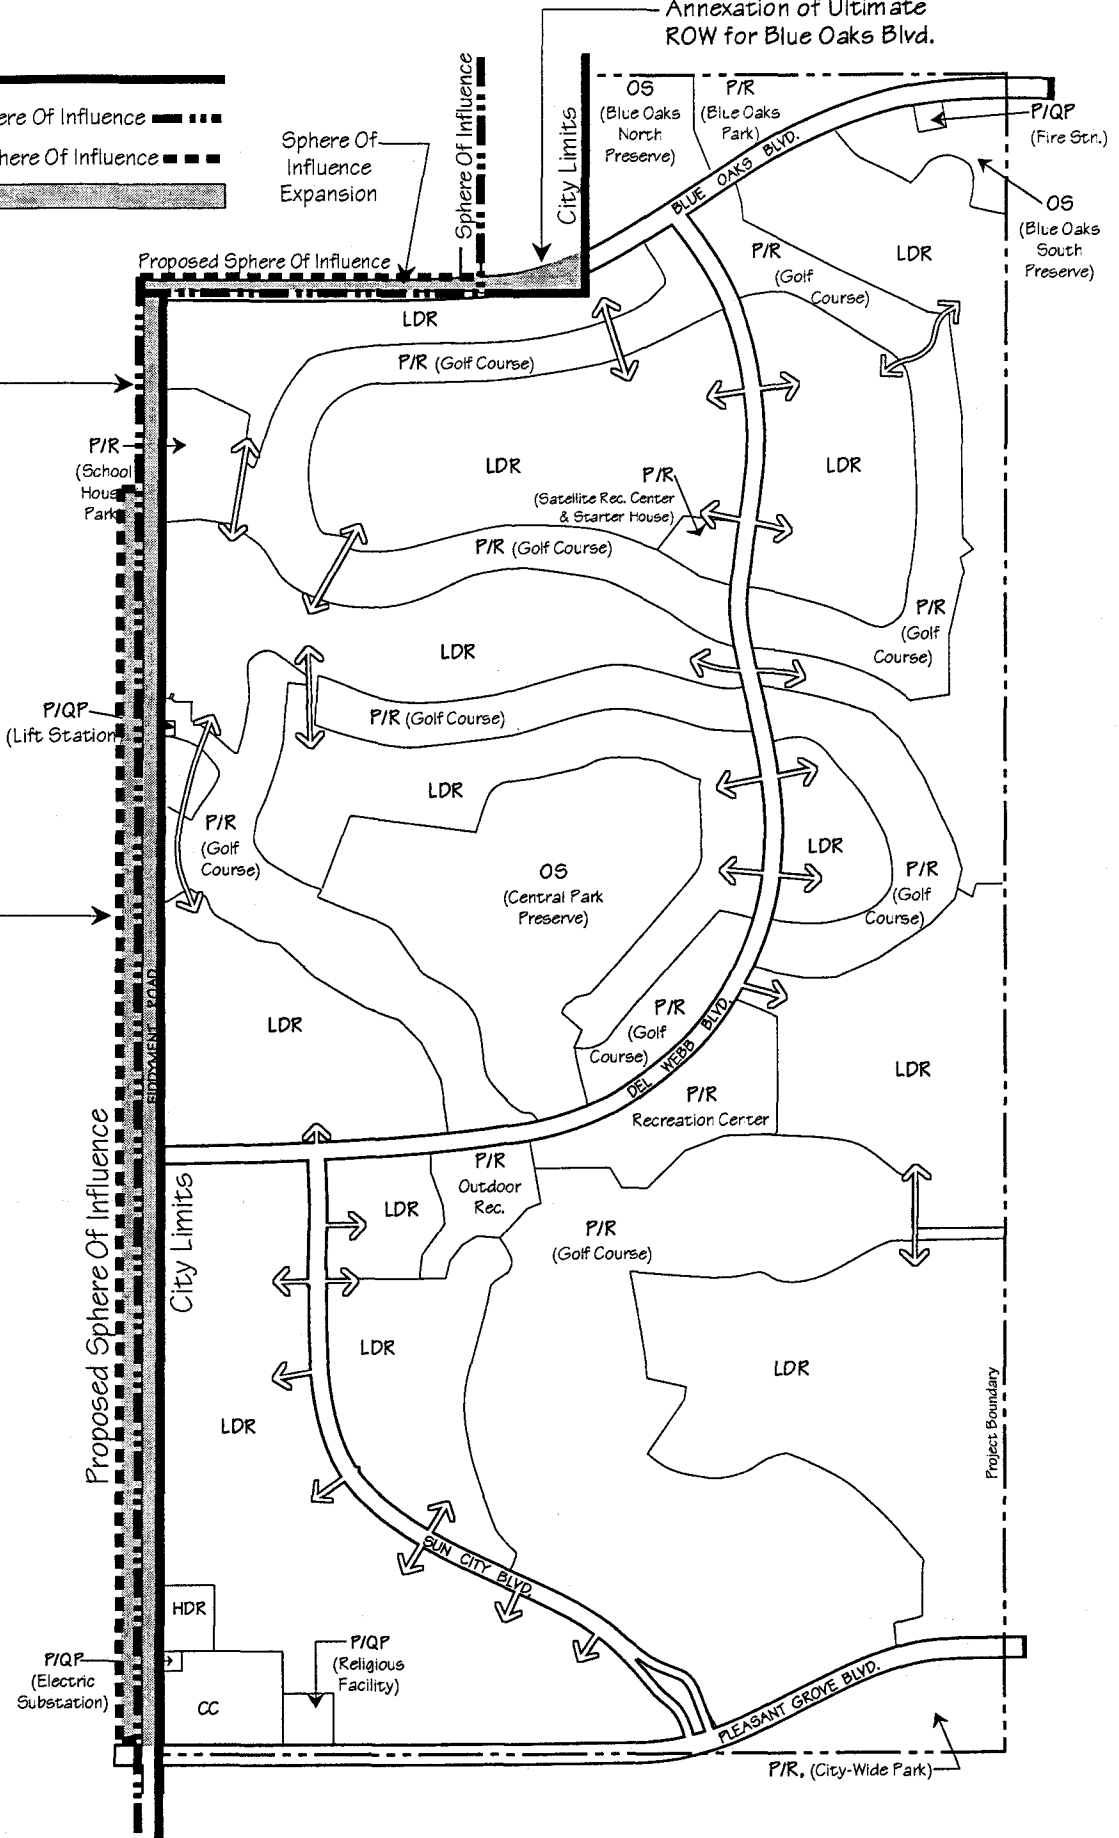 Annexation of Ultimate
ROW for Blue Oaks Blvd.
ere Of Influence
here Of Influence
Sphere Of
Influence
Expansion
Sphere Of Influence
City Limits
OS
(Blue Oaks
North
Preserve)
P/R
(Blue Oaks
Park)
BLUE OAKS BLVD.
P/QP
(Fire Stn.)
OS
(Blue Oaks
South
Preserve)
LDR
P/R
(Golf
Course)
Proposed Sphere Of Influence
LDR
P/R (Golf Course)
P/R
(School
House
Park)
LDR
P/R
(Satellite Rec. Center
& Starter House)
LDR
P/R (Golf Course)
P/R
(Golf
Course)
LDR
P/QP
(Lift Station)
P/R (Golf Course)
LDR
P/R
(Golf
Course)
OS
(Central Park
Preserve)
LDR
P/R
(Golf
Course)
FIDDYMENT ROAD
LDR
P/R
(Golf
Course)
DEL WEBB BLVD.
LDR
P/R
Recreation Center
Proposed Sphere Of Influence
City Limits
P/R
Outdoor
Rec.
LDR
P/R
(Golf Course)
LDR
LDR
LDR
Project Boundary
SUN CITY BLVD.
HDR
P/QP
(Electric
Substation)
CC
P/QP
(Religious
Facility)
PLEASANT GROVE BLVD.
P/R, (City-Wide Park)